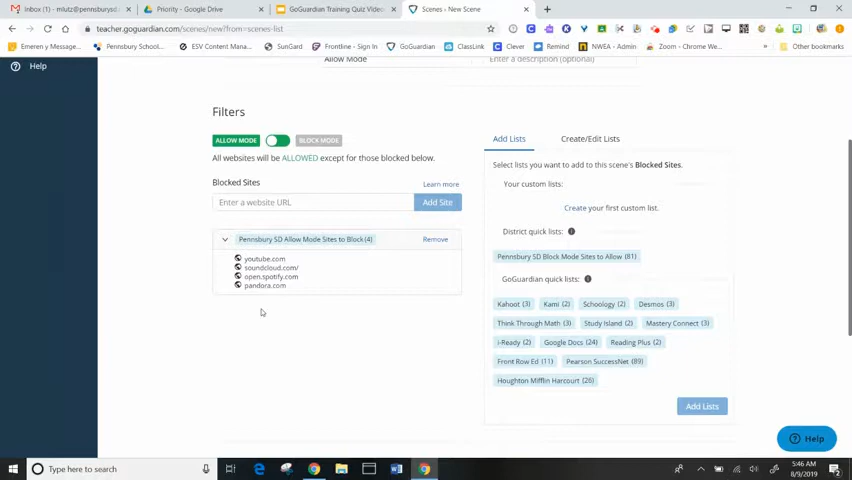 Inbox (1) - mlutz@pennsburysd.
Priority - Google Drive
GoGuardian Training Quiz Video
Scenes - New Scene
teacher.goguardian.com/scenes/new?from=scenes-list
Emeren y Message...
Pennsbury School...
ESV Content Mana...
SunGard
Frontline - Sign In
GoGuardian
ClassLink
Clever
Remind
NWEA - Admin
Zoom - Chrome We...
Other bookmarks
Help
Allow Mode
Enter a description (optional)
Filters
ALLOW MODE
BLOCK MODE
All websites will be ALLOWED except for those blocked below.
Blocked Sites
Learn more
Enter a website URL
Add Site
Pennsbury SD Allow Mode Sites to Block (4)
Remove
youtube.com
soundcloud.com/
open.spotify.com
pandora.com
Add Lists
Create/Edit Lists
Select lists you want to add to this scene's Blocked Sites.
Your custom lists:
Create your first custom list.
District quick lists:
Pennsbury SD Block Mode Sites to Allow (81)
GoGuardian quick lists:
Kahoot (3) Kami (2) Schoology (2) Desmos (3)
Think Through Math (3) Study Island (2) Mastery Connect (3)
i-Ready (2) Google Docs (24) Reading Plus (2)
Front Row Ed (11) Pearson SuccessNet (89)
Houghton Mifflin Harcourt (26)
Add Lists
Help
Type here to search
5:46 AM
8/9/2019